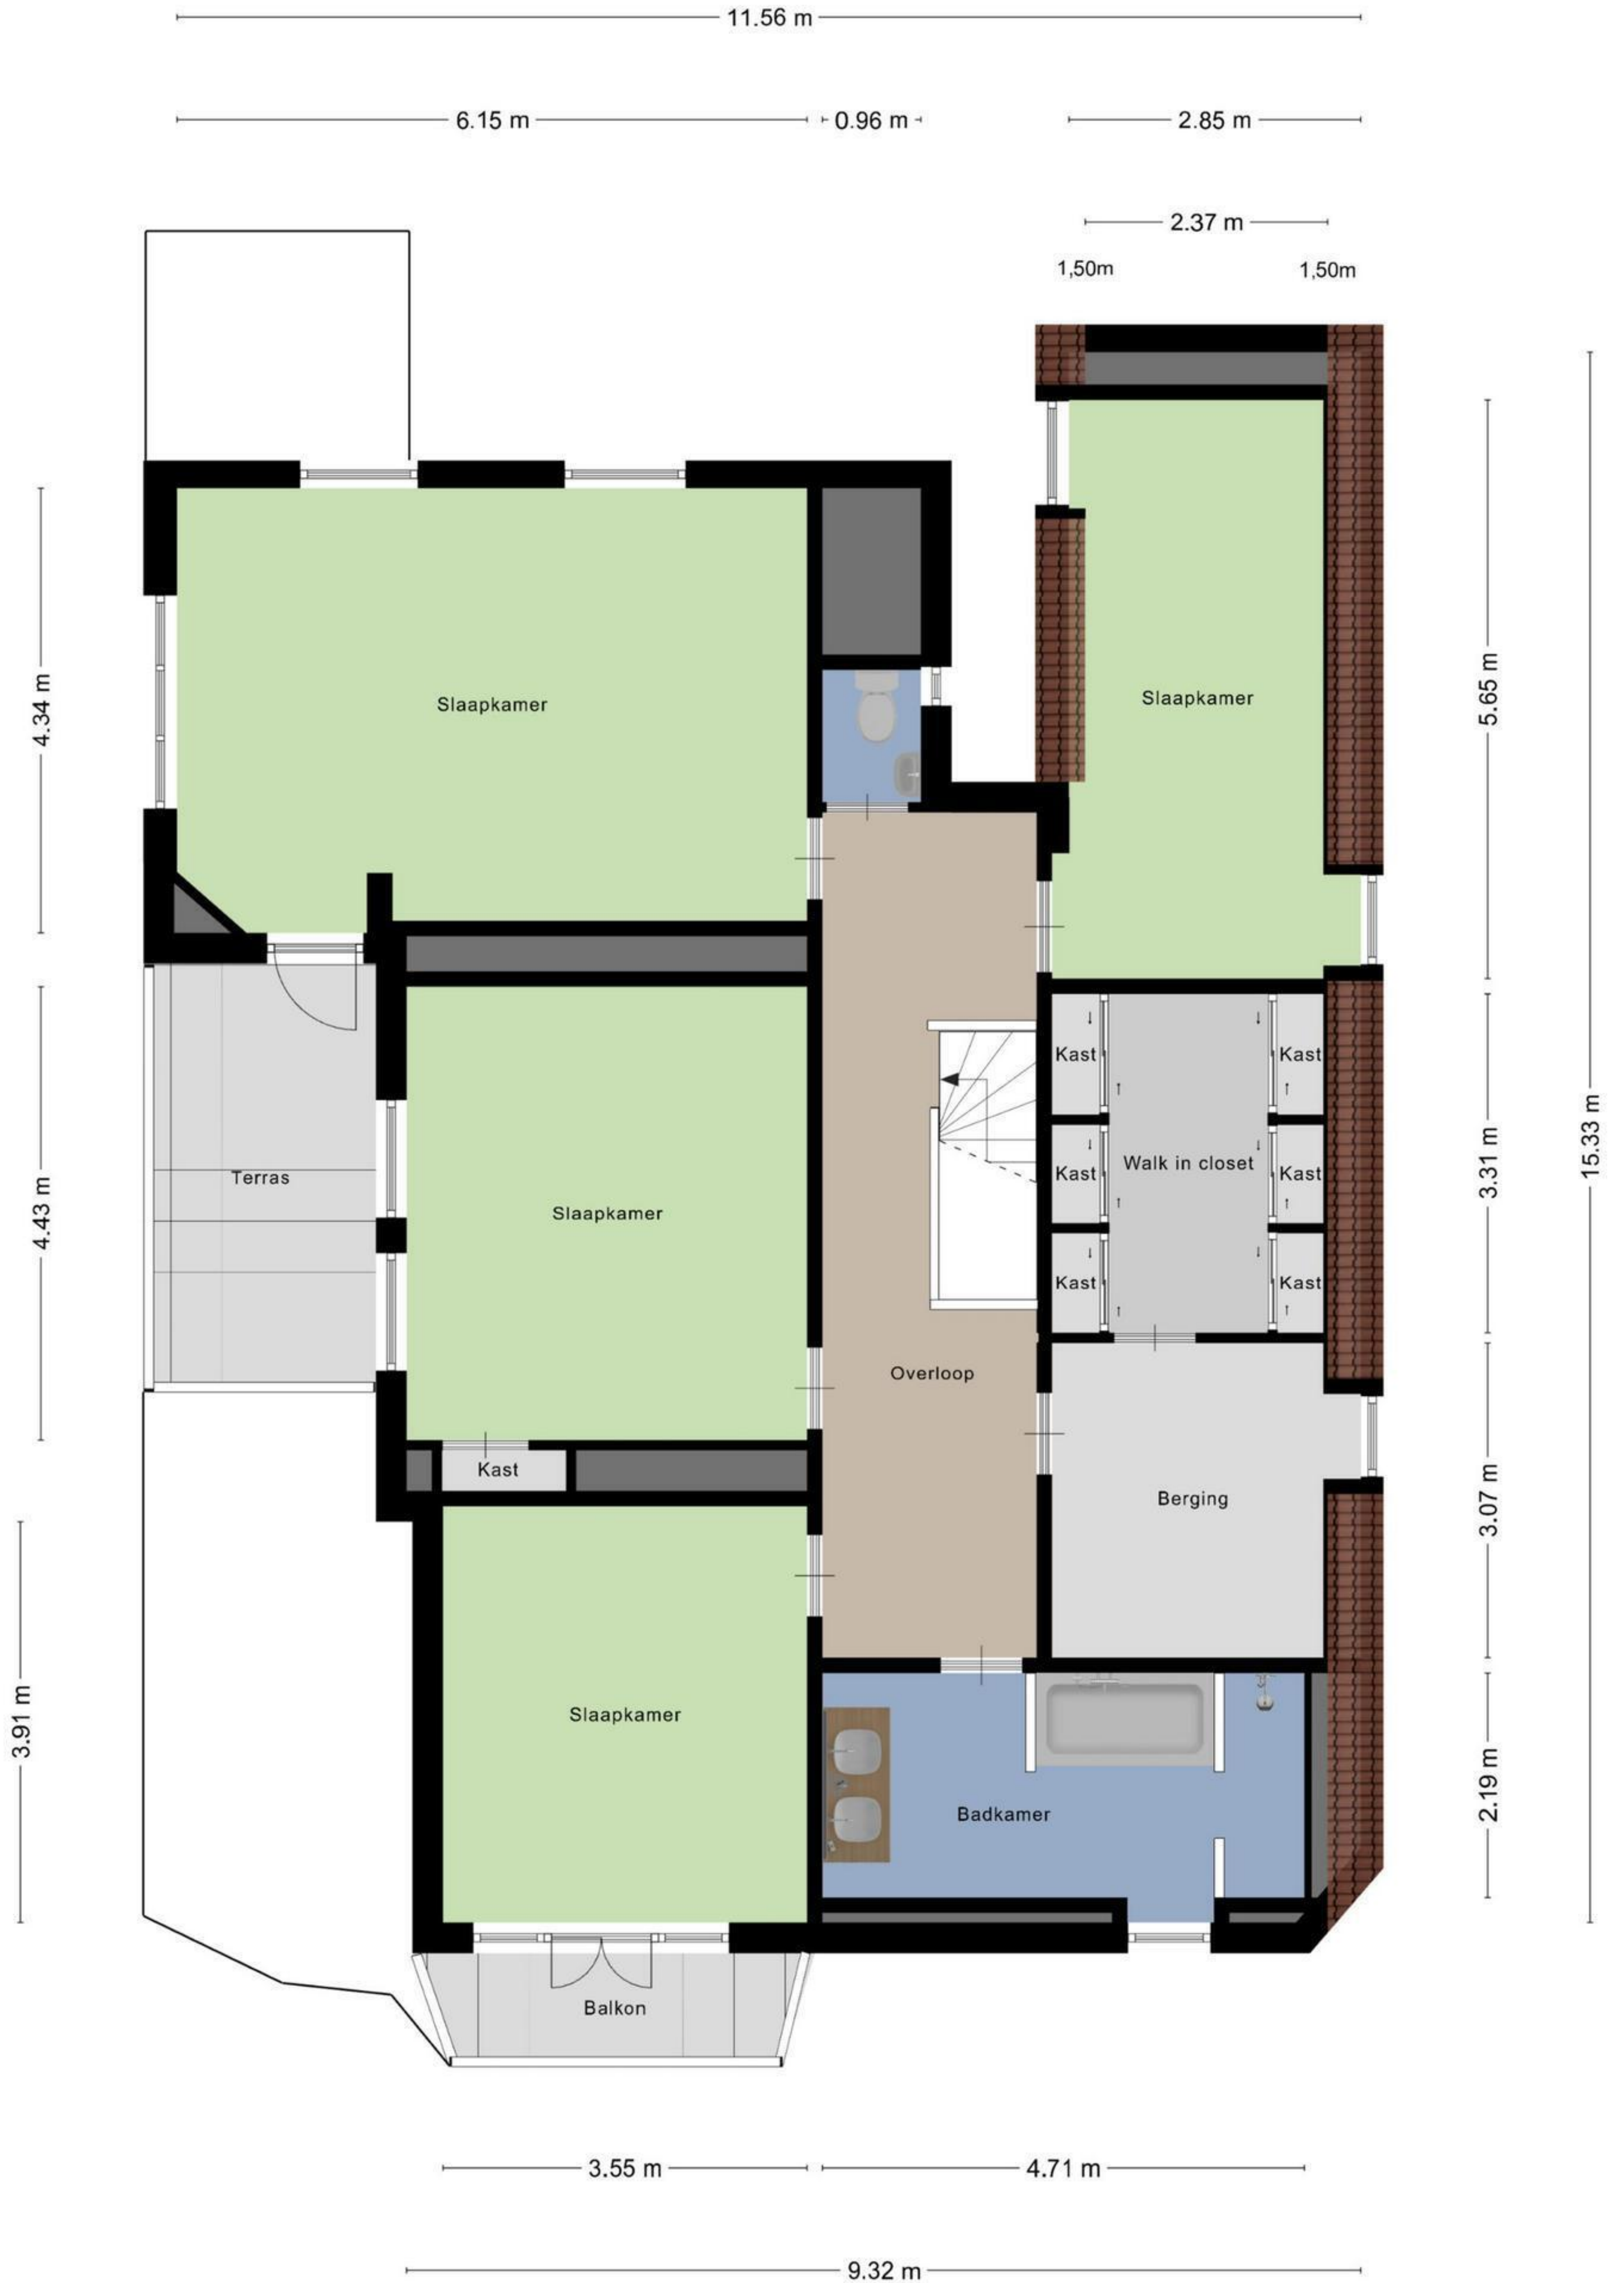 11.56 m
6.15 m
0.96 m
2.85 m
2.37 m
1,50m
1,50m
4.34 m
Slaapkamer
Slaapkamer
5.65 m
Kast
Kast
Walk in closet
Kast
Kast
Kast
Kast
3.31 m
15.33 m
Terras
4.43 m
Slaapkamer
Overloop
Kast
Berging
3.07 m
3.91 m
Slaapkamer
Badkamer
2.19 m
Balkon
3.55 m
4.71 m
9.32 m